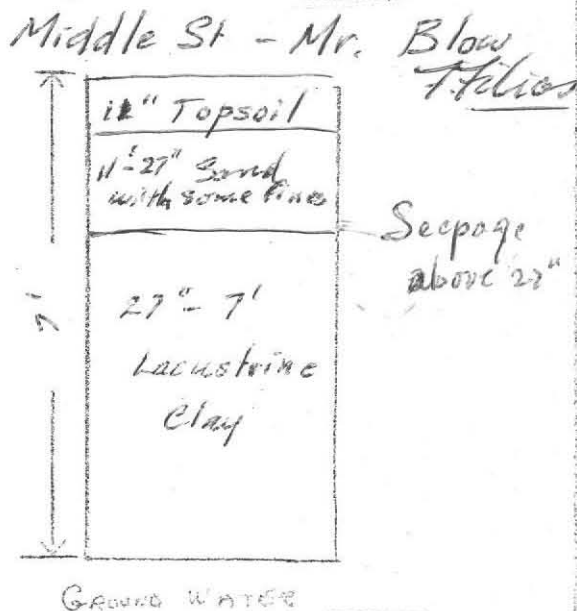 Middle St - Mr. Blow
11" Topsoil
11"-27" Sand
with some fines
Seepage
above 27"
7'
27" - 7'
Lacustrine
Clay
GROUND WATER